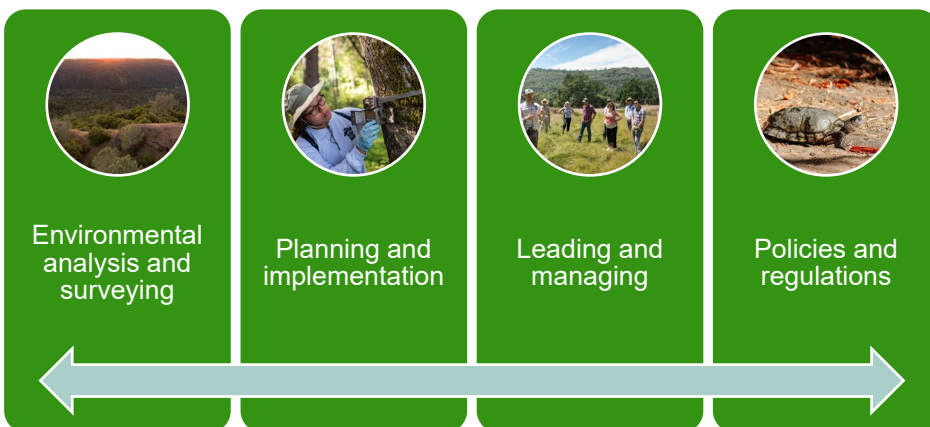 Environmental
analysis and
surveying
Planning and
implementation
Leading and
managing
Policies and
regulations